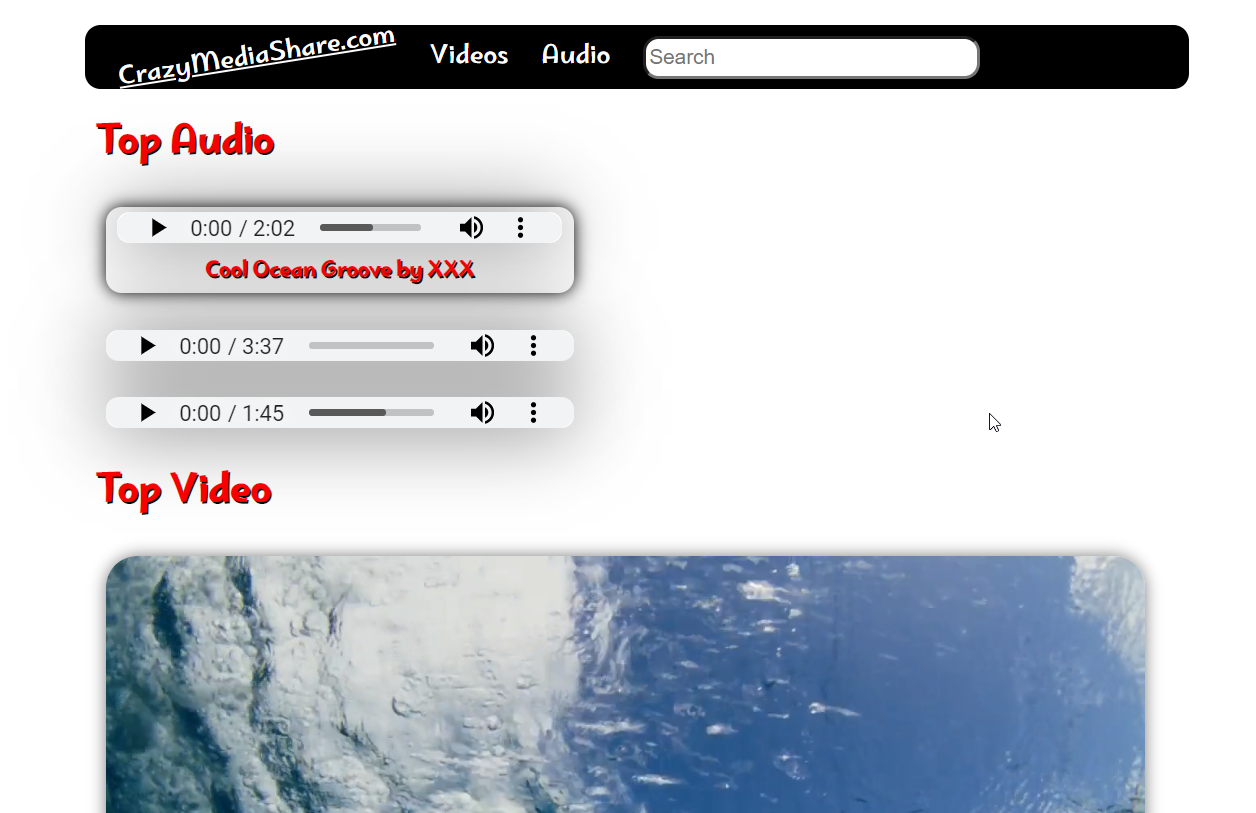 CrazyMediaShare.com Videos Audio Search
Top Audio
0:00 / 2:02
Cool Ocean Groove by XXX
0:00 / 3:37
0:00 / 1:45
Top Video